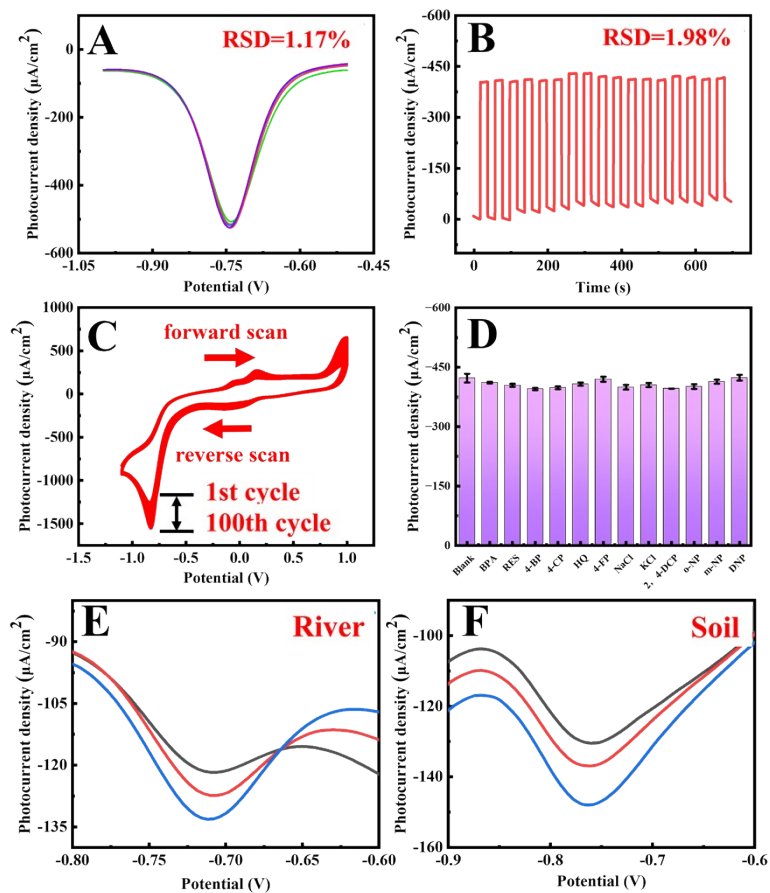 A
RSD=1.17%
Photocurrent density (μA/cm²)
0
-200
-400
-600
-1.05
-0.90
-0.75
-0.60
-0.45
Potential (V)
B
RSD=1.98%
Photocurrent density (μA/cm²)
-600
-450
-300
-150
0
0
200
400
600
Time (s)
C
forward scan
reverse scan
1st cycle
100th cycle
Photocurrent density (μA/cm²)
1000
500
0
-500
-1000
-1500
-1.5
-1.0
-0.5
0.0
0.5
1.0
Potential (V)
D
Photocurrent density (μA/cm²)
-600
-450
-300
-150
0
Blank
BPA
RES
4-BP
4-CP
HQ
4-FP
NaCl
KCl
2，4-DCP
o-NP
m-NP
DNP
E
River
Photocurrent density (μA/cm²)
-90
-105
-120
-135
-0.80
-0.75
-0.70
-0.65
-0.60
Potential (V)
F
Soil
Photocurrent density (μA/cm²)
-100
-120
-140
-160
-0.9
-0.8
-0.7
-0.6
Potential (V)